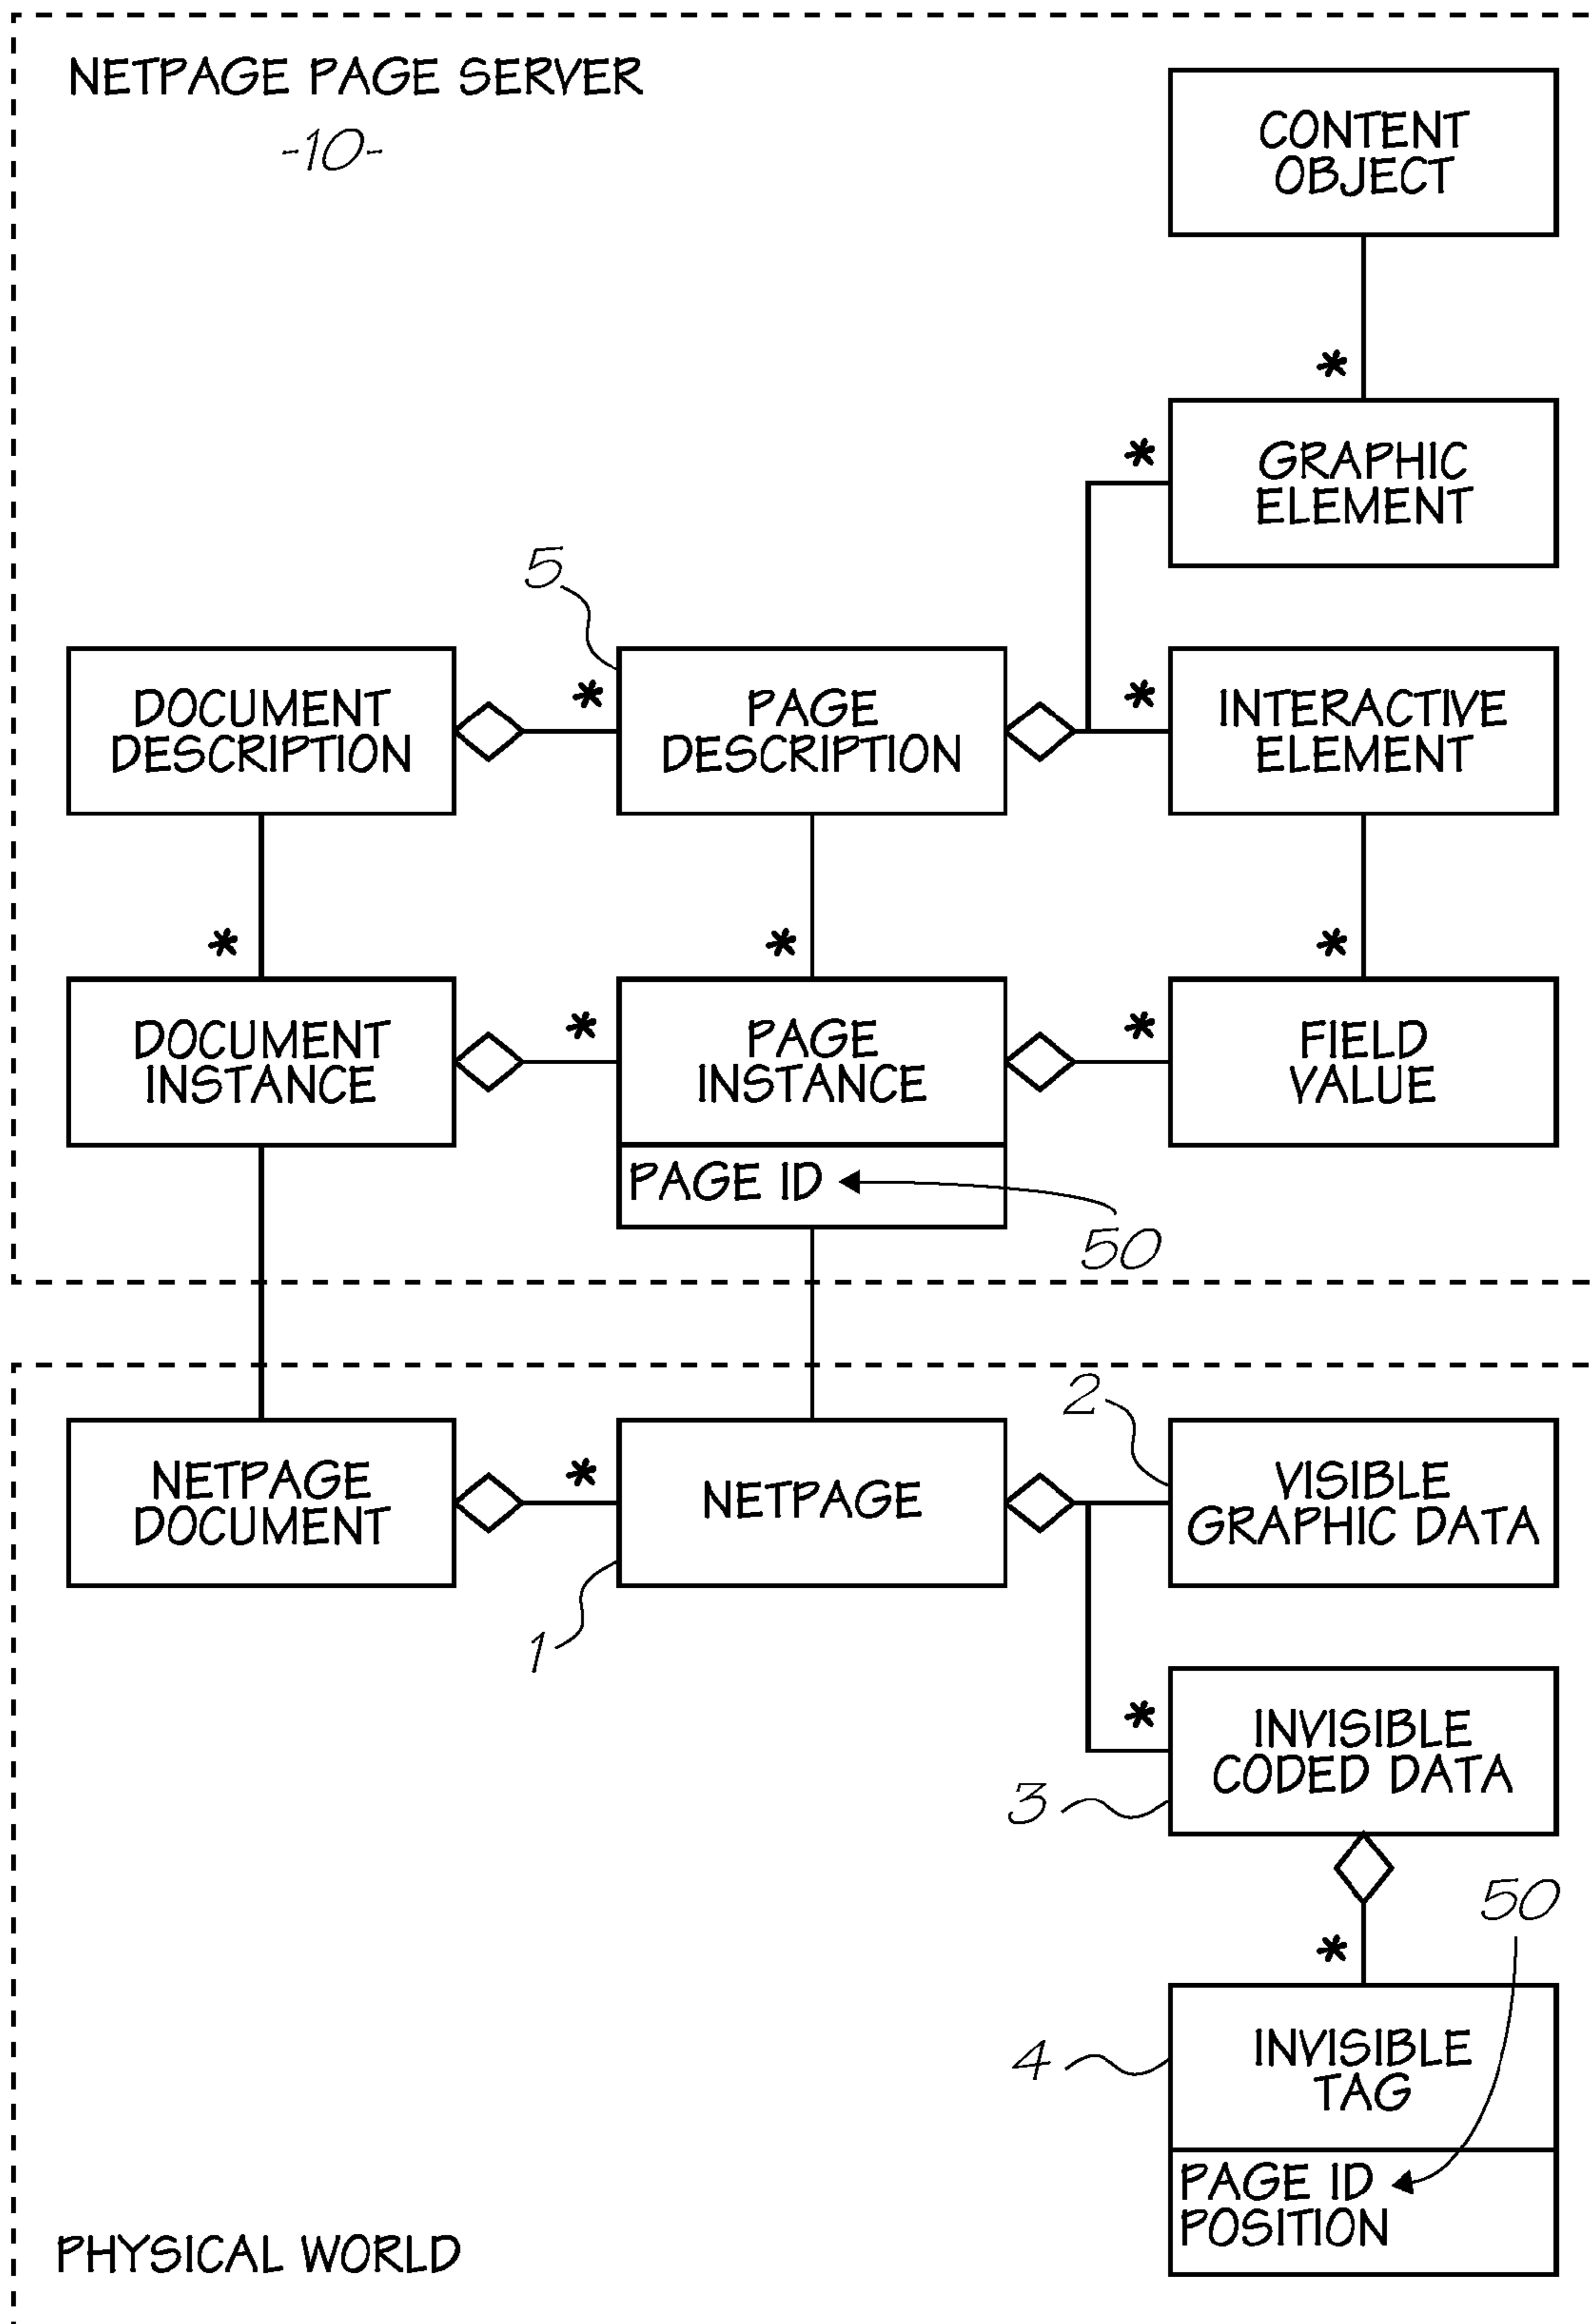 NETPAGE PAGE SERVER
-10-
CONTENT
OBJECT
*
*
GRAPHIC
ELEMENT
5
DOCUMENT
DESCRIPTION
*
PAGE
DESCRIPTION
*
INTERACTIVE
ELEMENT
*
*
*
DOCUMENT
INSTANCE
*
PAGE
INSTANCE
*
FIELD
VALUE
PAGE ID
50
2
NETPAGE
DOCUMENT
*
NETPAGE
VISIBLE
GRAPHIC DATA
1
*
INVISIBLE
CODED DATA
3
50
*
4
INVISIBLE
TAG
PAGE ID
POSITION
PHYSICAL WORLD